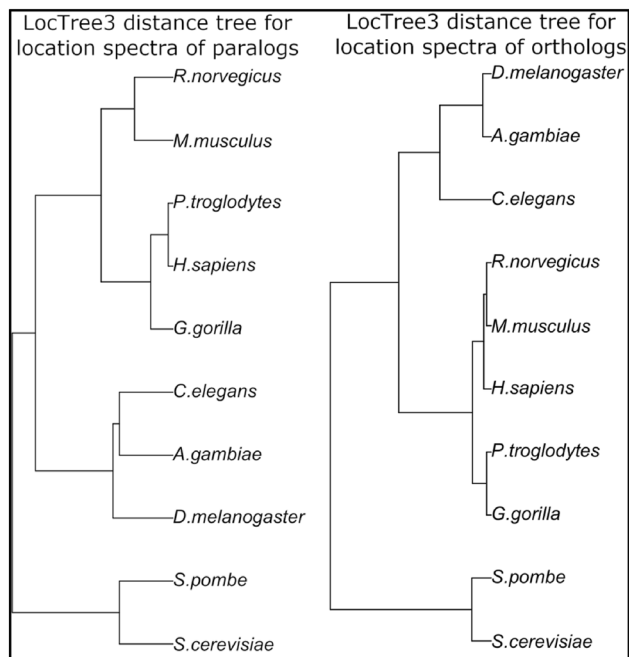 LocTree3 distance tree for
location spectra of paralogs
R.norvegicus
M.musculus
P.troglodytes
H.sapiens
G.gorilla
C.elegans
A.gambiae
D.melanogaster
S.pombe
S.cerevisiae
LocTree3 distance tree for
location spectra of orthologs
D.melanogaster
A.gambiae
C.elegans
R.norvegicus
M.musculus
H.sapiens
P.troglodytes
G.gorilla
S.pombe
S.cerevisiae